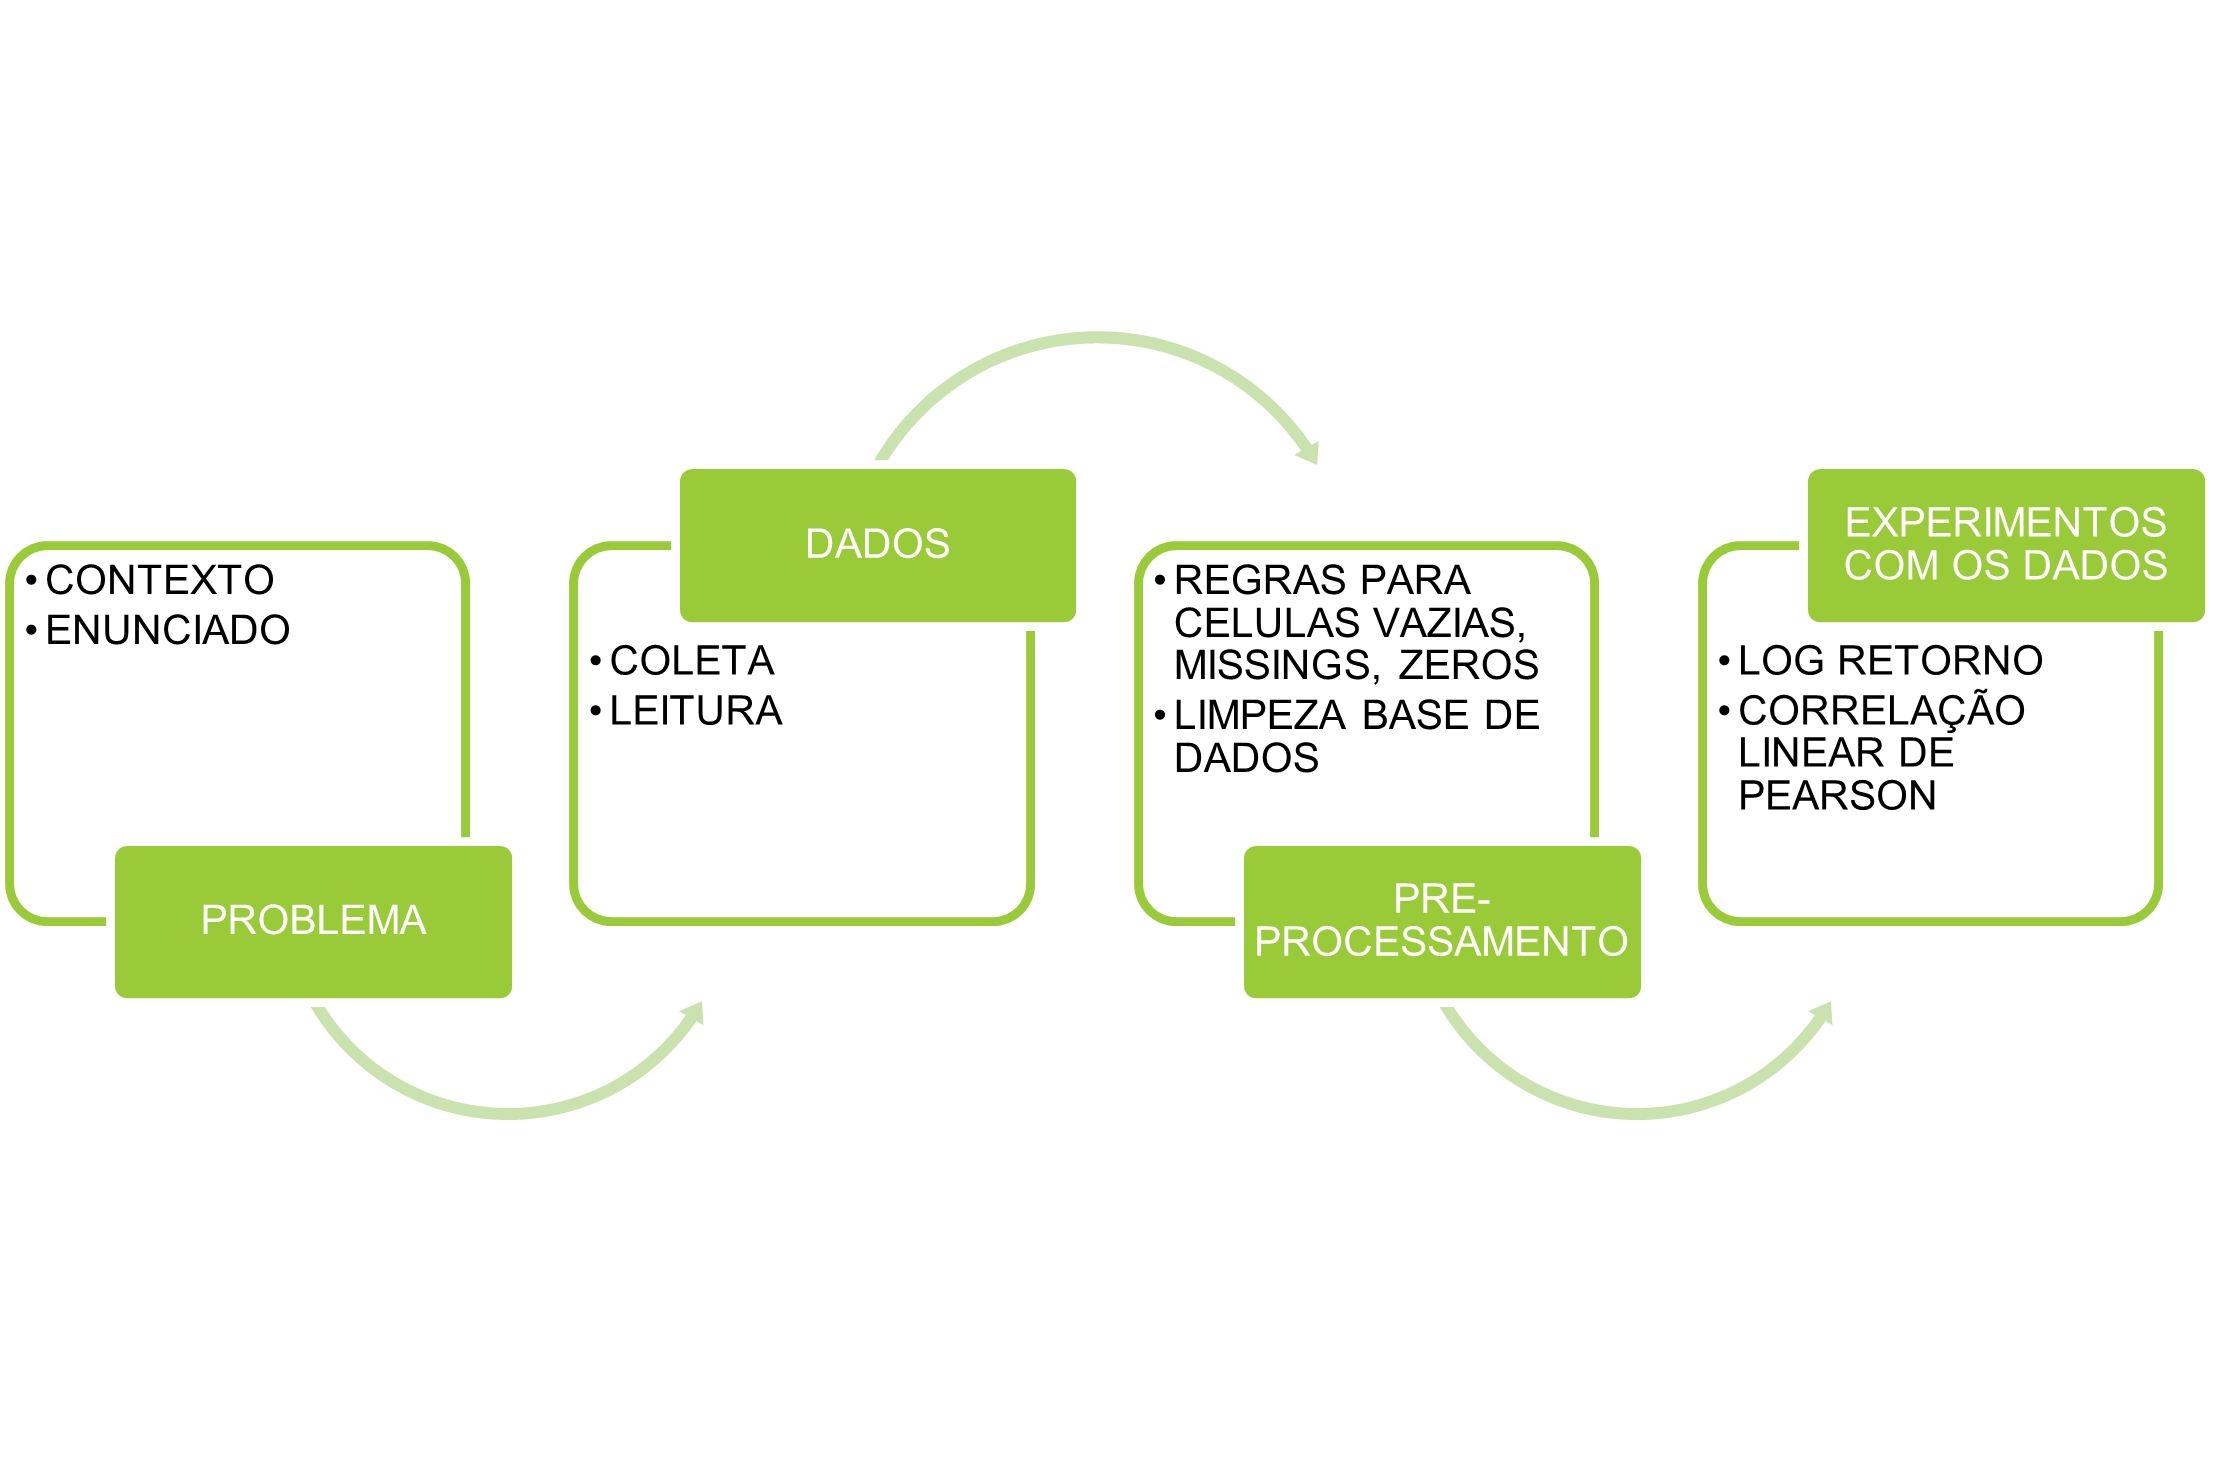 • CONTEXTO
• ENUNCIADO
PROBLEMA
DADOS
• COLETA
• LEITURA
• REGRAS PARA
CELULAS VAZIAS,
MISSINGS, ZEROS
• LIMPEZA BASE DE
DADOS
PRE-
PROCESSAMENTO
EXPERIMENTOS
COM OS DADOS
• LOG RETORNO
• CORRELAÇÃO
LINEAR DE
PEARSON